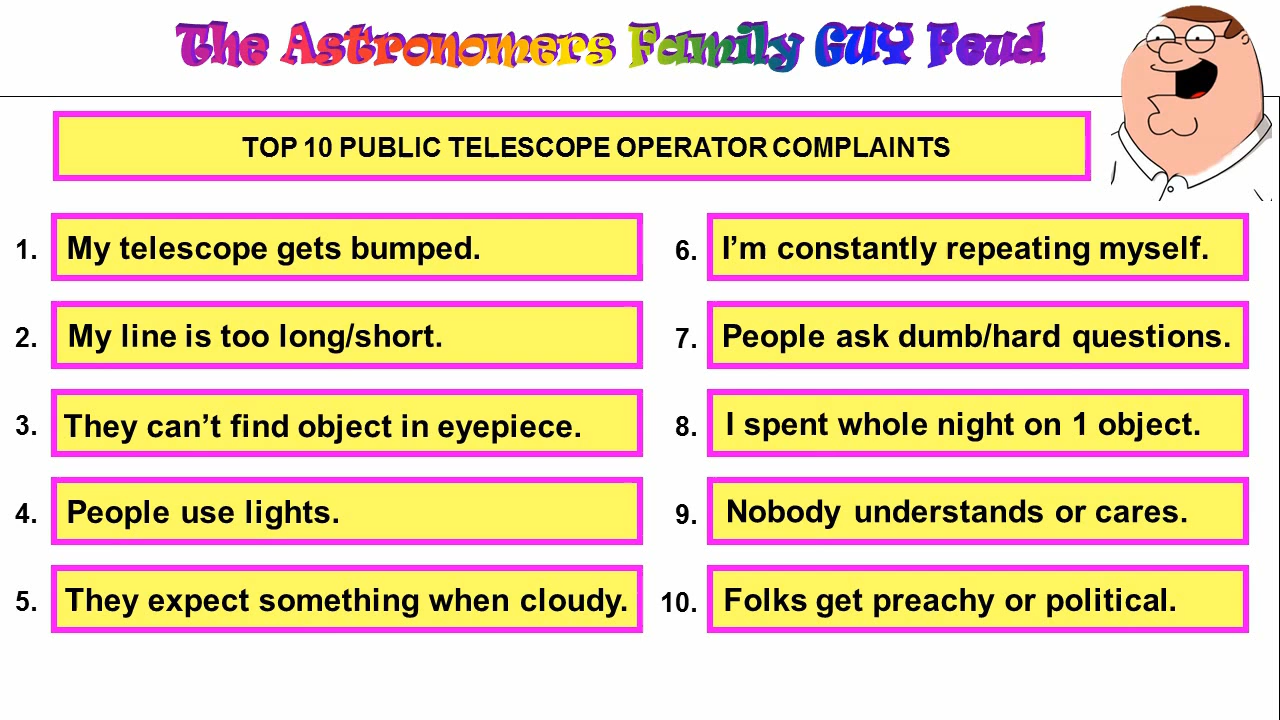 The Astronomers Family GUY Feud
TOP 10 PUBLIC TELESCOPE OPERATOR COMPLAINTS
1. My telescope gets bumped.
2. My line is too long/short.
3. They can’t find object in eyepiece.
4. People use lights.
5. They expect something when cloudy.
6. I’m constantly repeating myself.
7. People ask dumb/hard questions.
8. I spent whole night on 1 object.
9. Nobody understands or cares.
10. Folks get preachy or political.